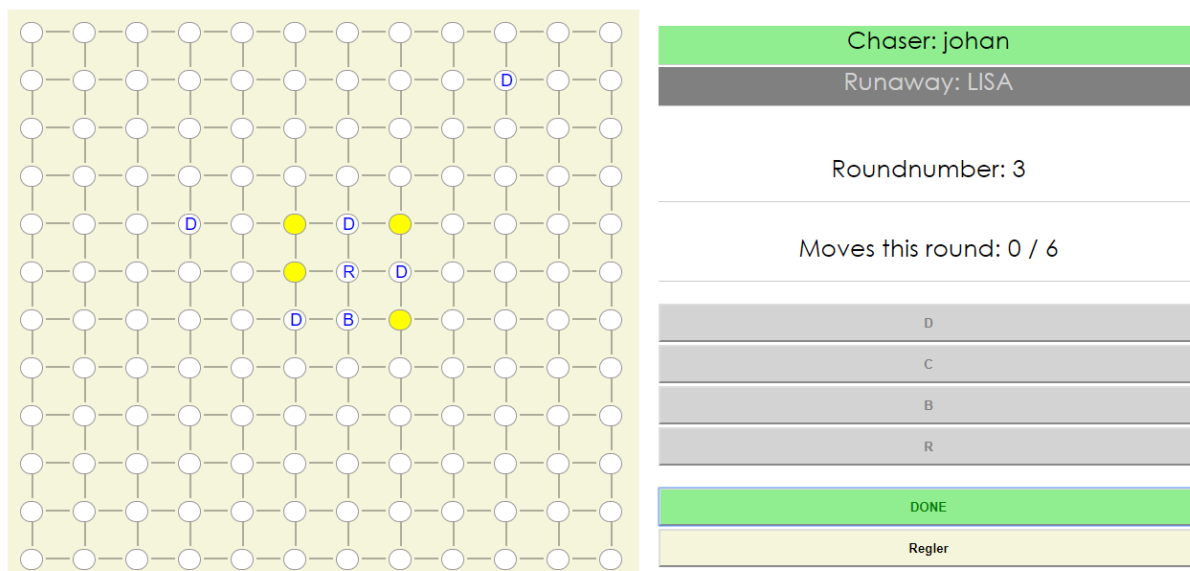 D
D D
R D
D B
Chaser: johan
Runaway: LISA
Roundnumber: 3
Moves this round: 0 / 6
D
C
B
R
DONE
Regler